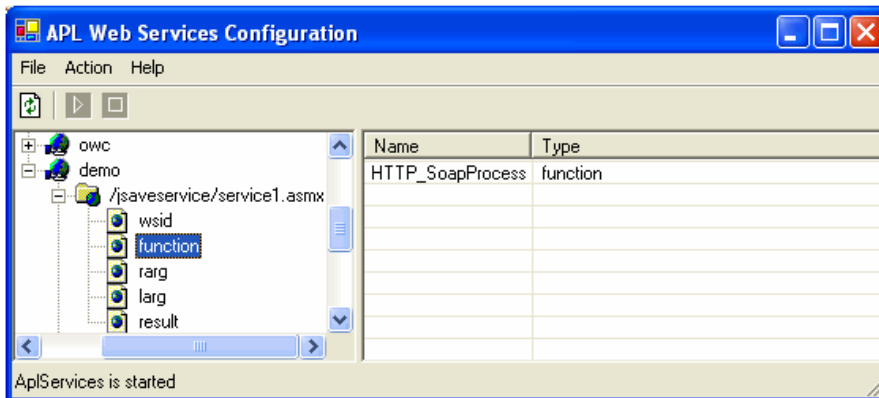 APL Web Services Configuration
File Action Help
owc
demo
/jsaveservice/service1.asmx
wsid
function
rarg
larg
result
Name Type
HTTP_SoapProcess function
AplServices is started